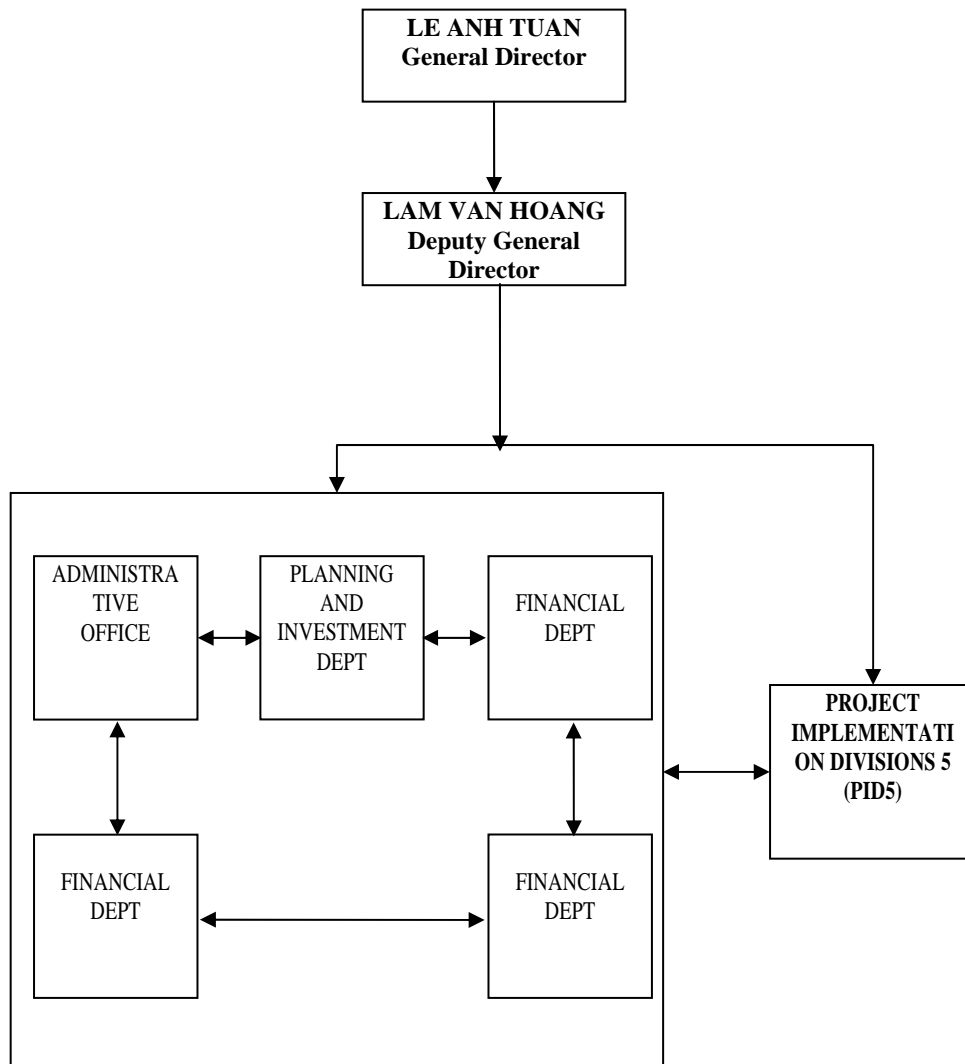 LE ANH TUAN
General Director
LAM VAN HOANG
Deputy General
Director
ADMINISTRA
TIVE
OFFICE
PLANNING
AND
INVESTMENT
DEPT
FINANCIAL
DEPT
PROJECT
IMPLEMENTATI
ON DIVISIONS 5
(PID5)
FINANCIAL
DEPT
FINANCIAL
DEPT